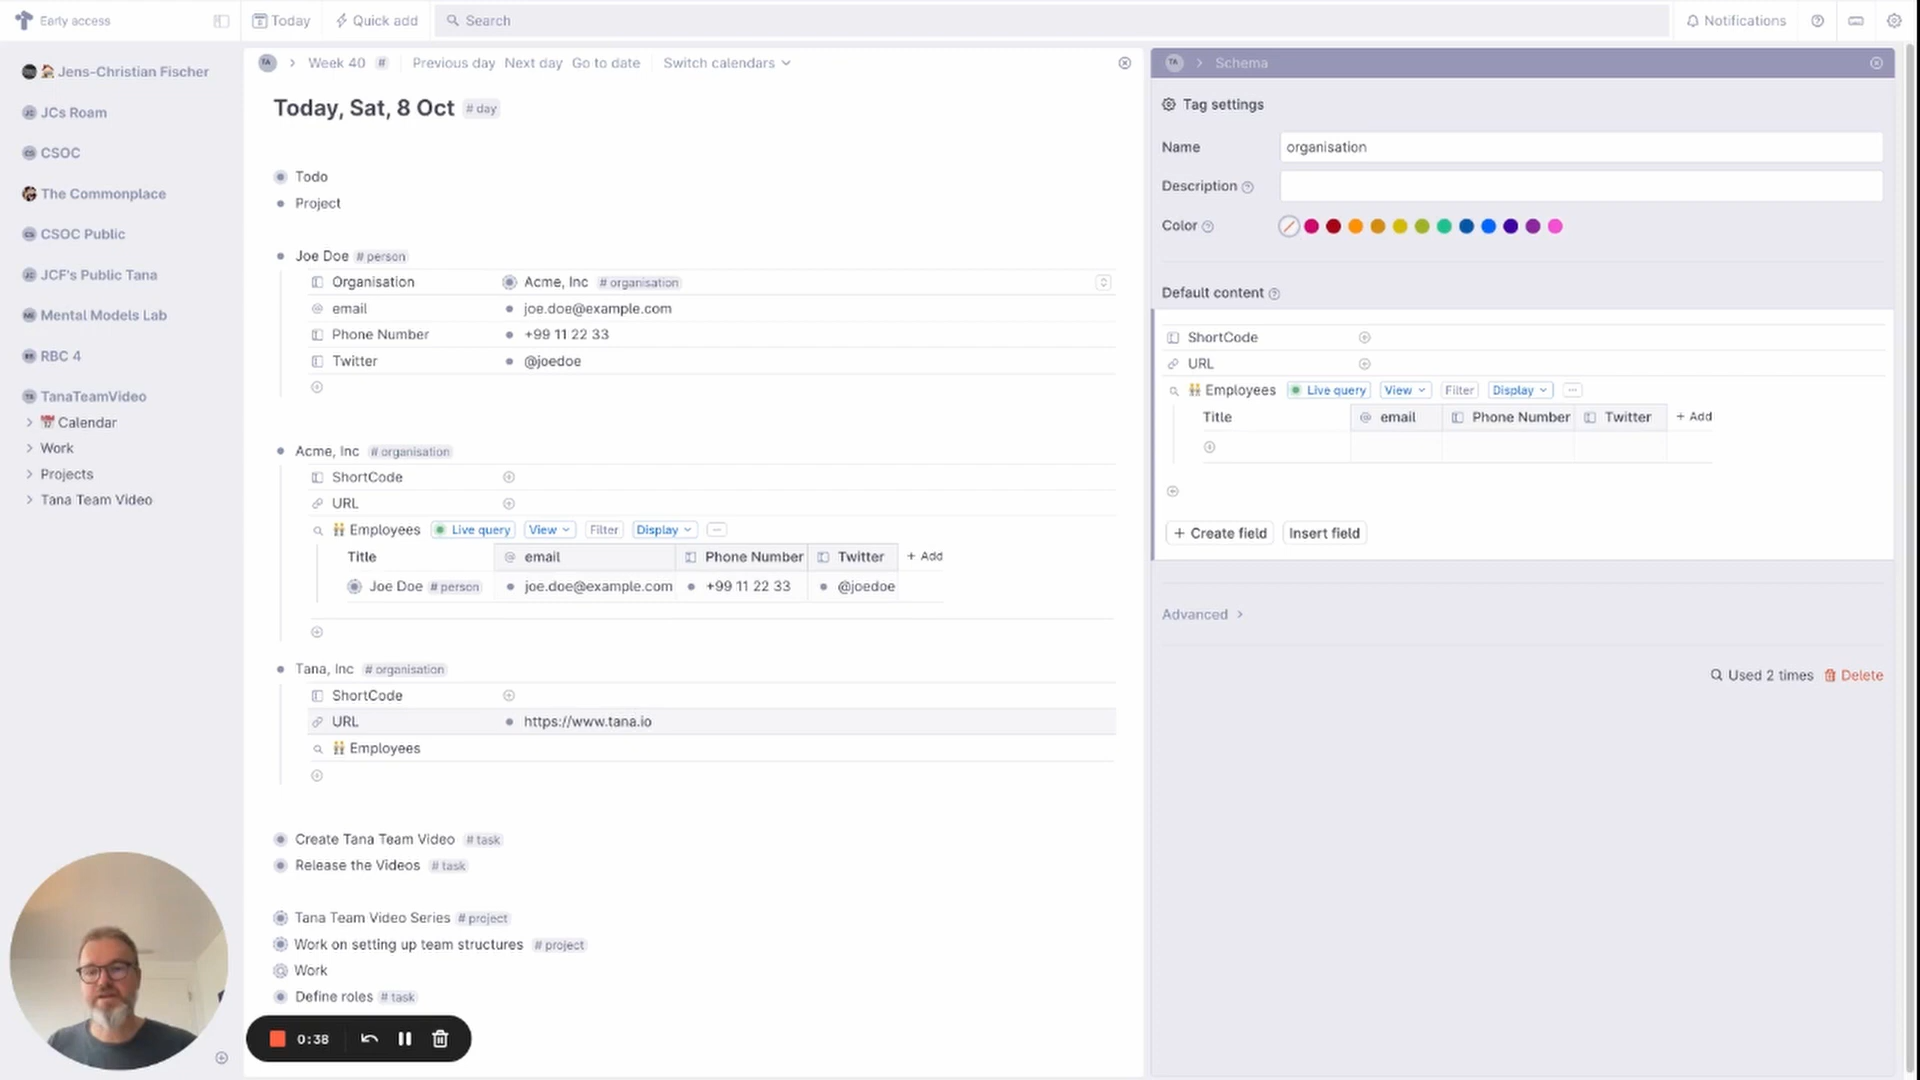 Early access
Today
Quick add
Search
Notifications
Jens-Christian Fischer
JCs Roam
CSOC
The Commonplace
CSOC Public
JCF's Public Tana
Mental Models Lab
RBC 4
TanaTeamVideo
Calendar
Work
Projects
Tana Team Video
TA > Week 40 # Previous day Next day Go to date Switch calendars
Today, Sat, 8 Oct # day
Todo
Project
Joe Doe # person
Organisation Acme, Inc # organisation
email joe.doe@example.com
Phone Number +99 11 22 33
Twitter @joedoe
Acme, Inc # organisation
ShortCode
URL
Employees Live query View Filter Display
Title email Phone Number Twitter + Add
Joe Doe # person joe.doe@example.com +99 11 22 33 @joedoe
Tana, Inc # organisation
ShortCode
URL https://www.tana.io
Employees
Create Tana Team Video # task
Release the Videos # task
Tana Team Video Series # project
Work on setting up team structures # project
Work
Define roles # task
0:38
TA > Schema
Tag settings
Name organisation
Description
Color
Default content
ShortCode
URL
Employees Live query View Filter Display
Title email Phone Number Twitter + Add
+ Create field Insert field
Advanced >
Used 2 times Delete